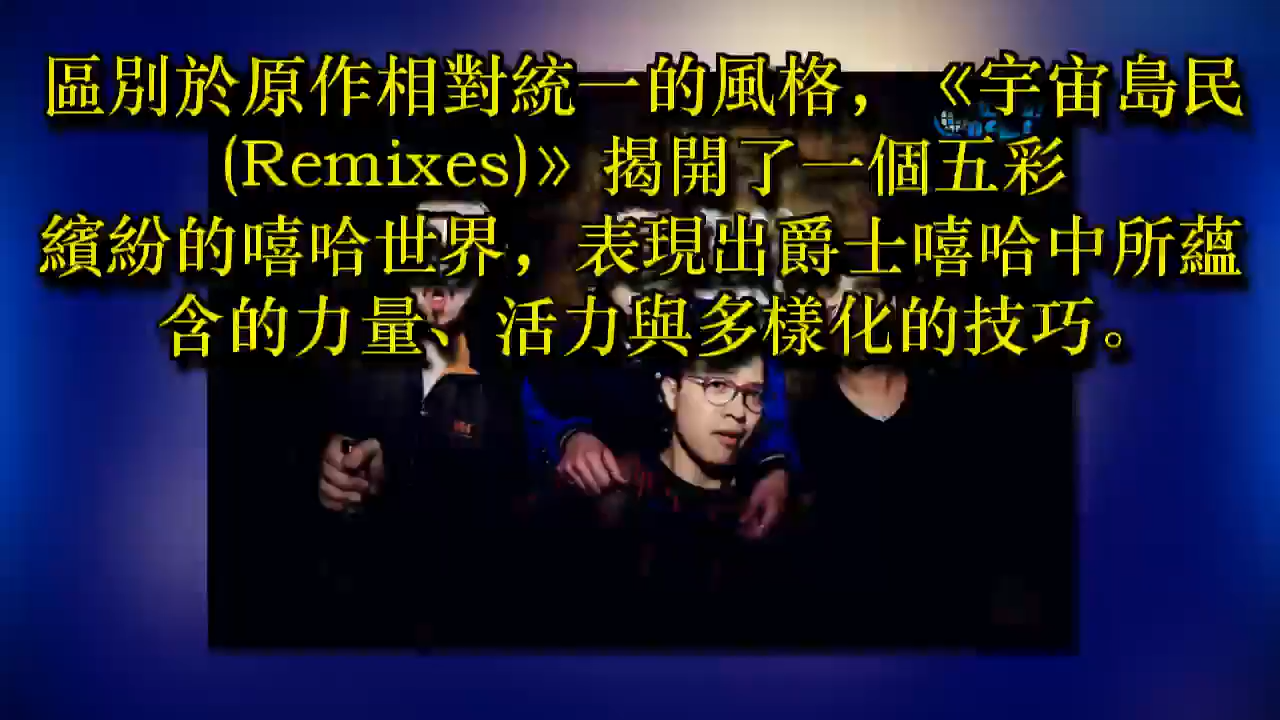 區別於原作相對統一的風格，《宇宙島民
(Remixes)》揭開了一個五彩
繽紛的嘻哈世界，表現出爵士嘻哈中所蘊
含的力量、活力與多樣化的技巧。